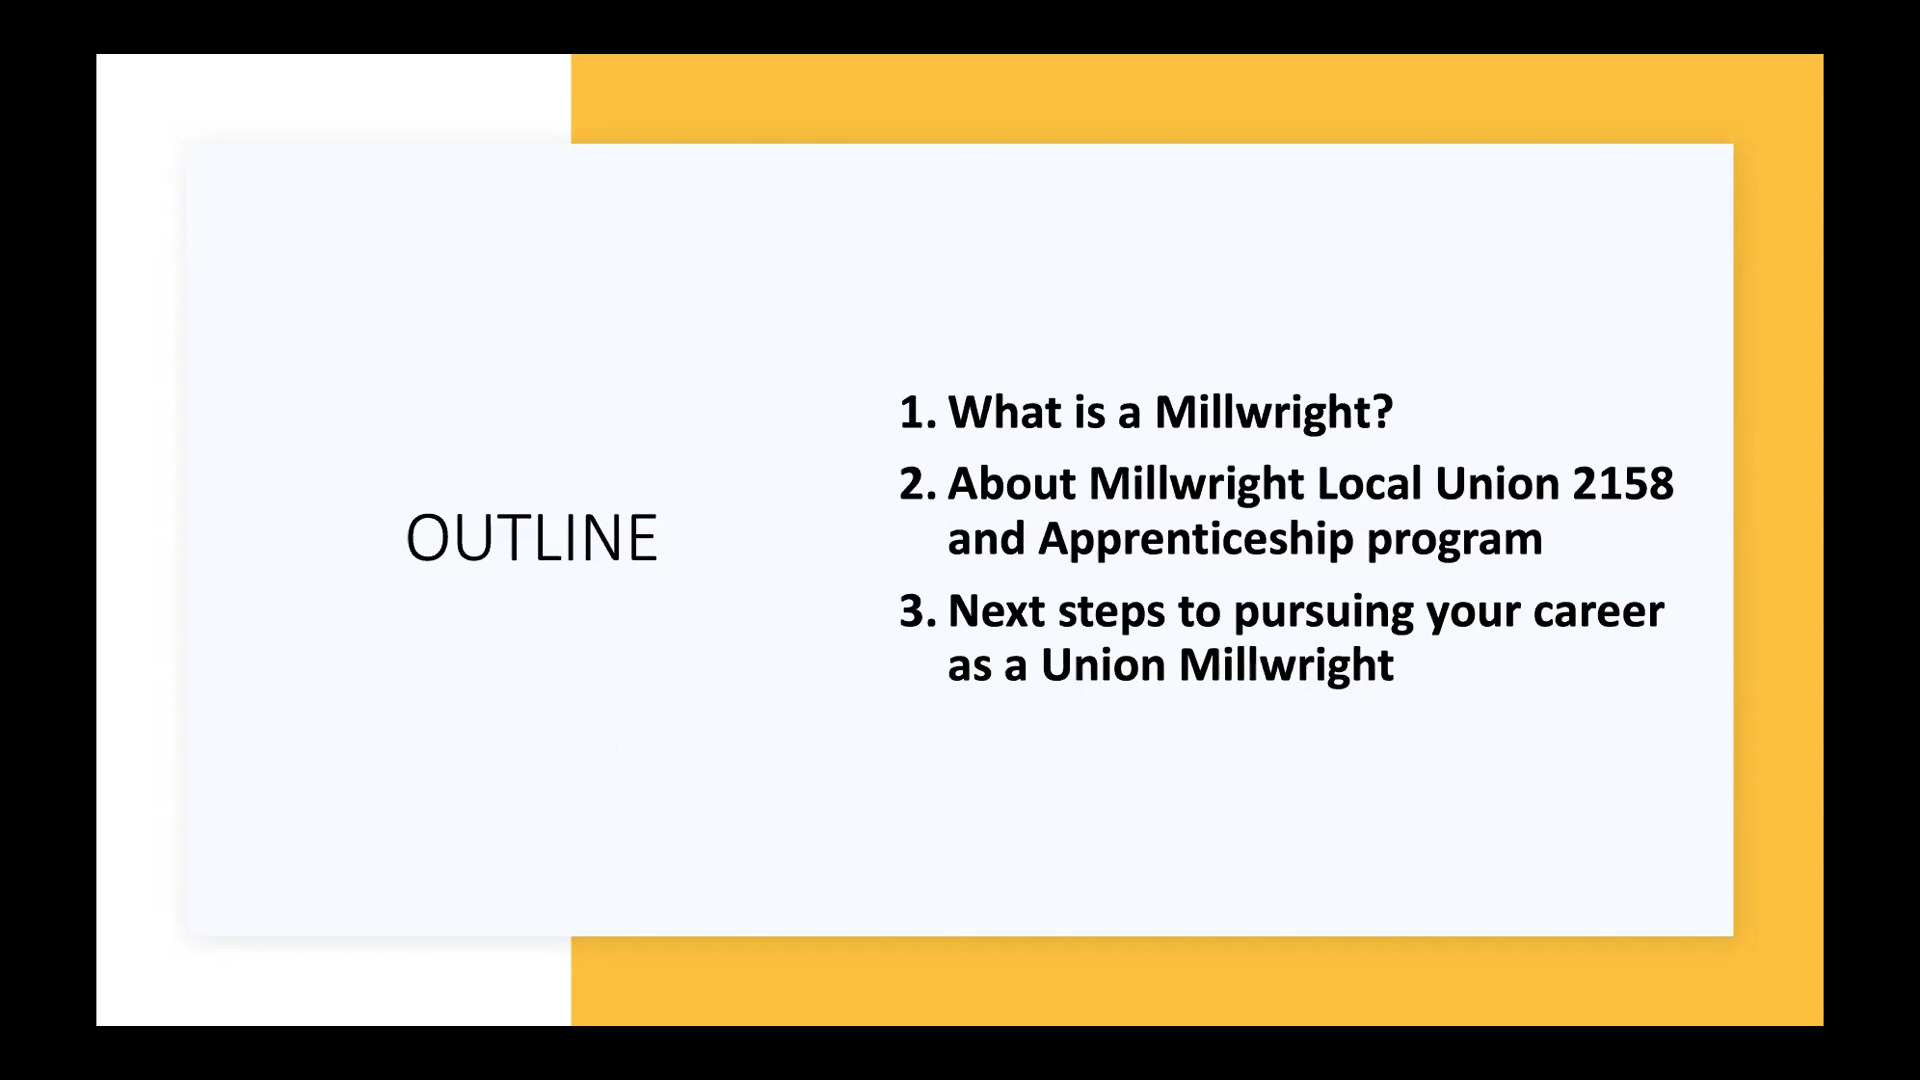 OUTLINE
1. What is a Millwright?
2. About Millwright Local Union 2158
and Apprenticeship program
3. Next steps to pursuing your career
as a Union Millwright